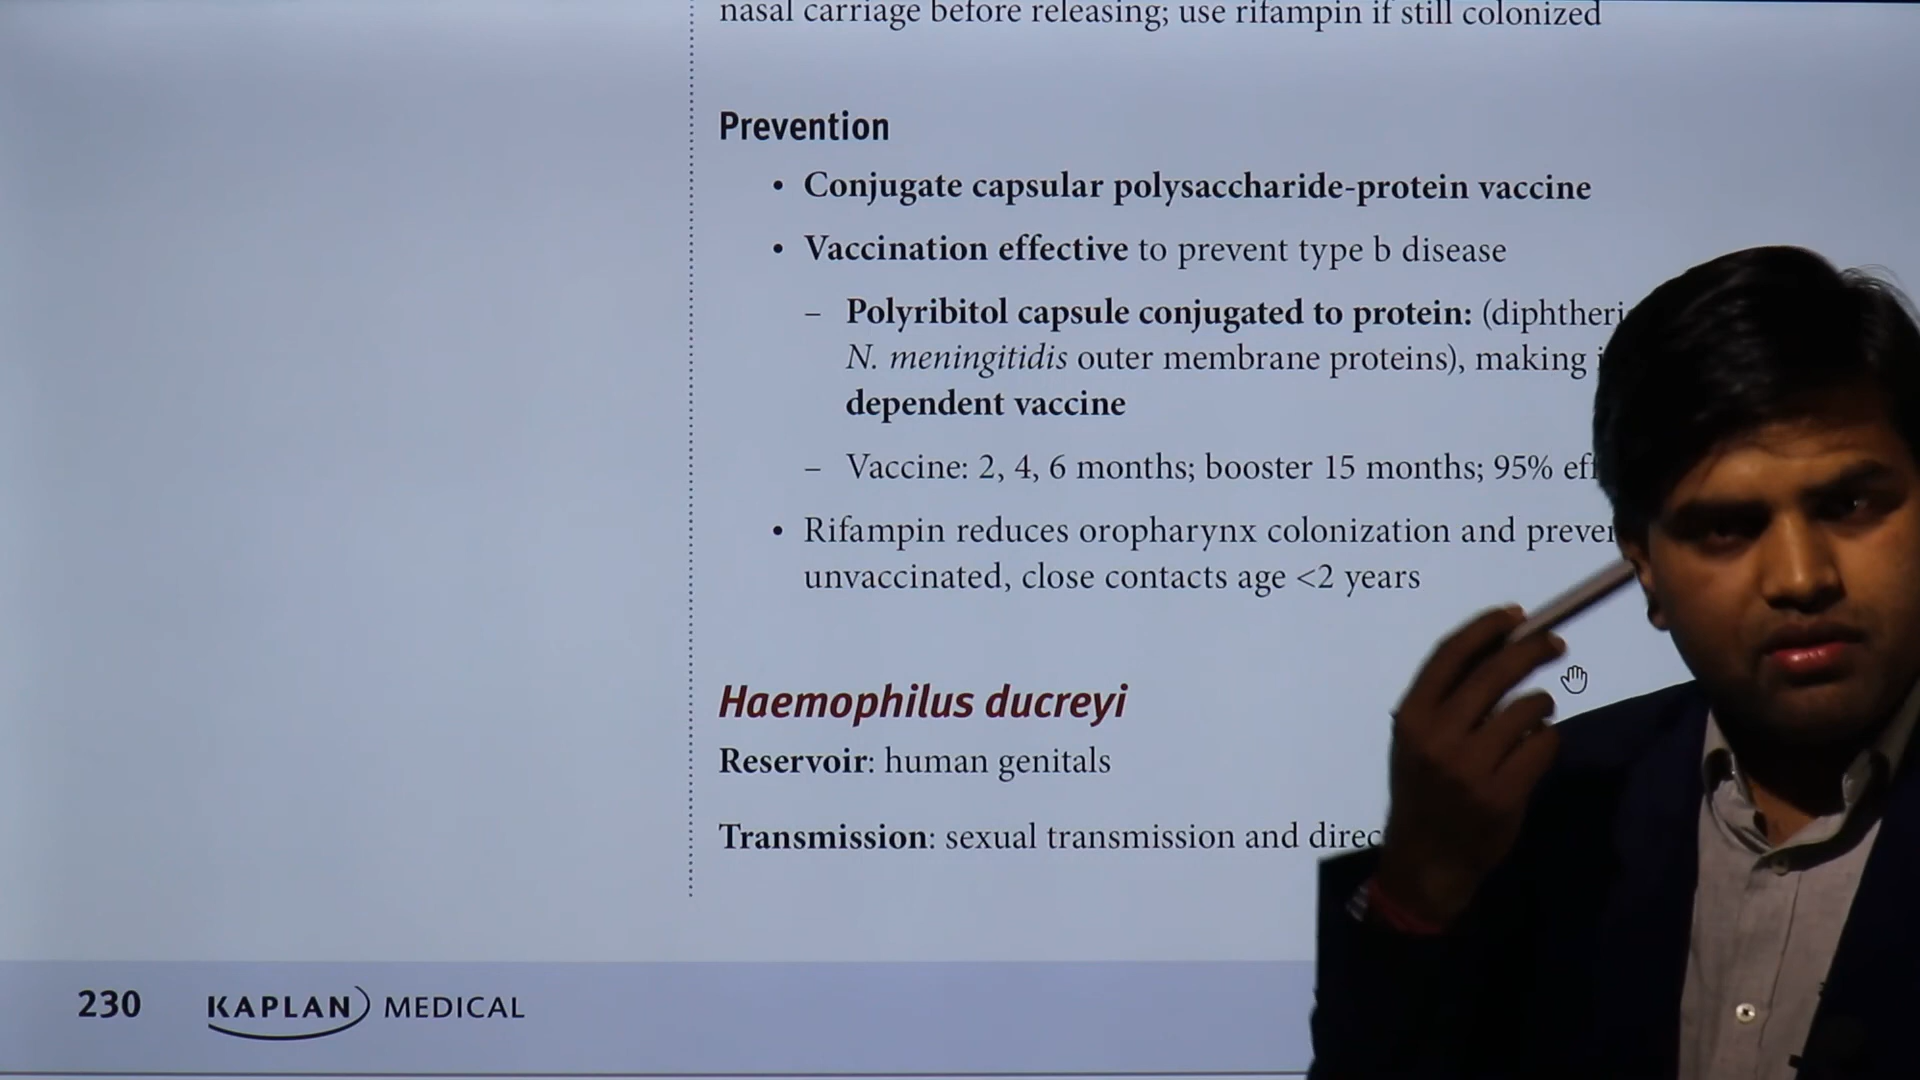 nasal carriage before releasing; use rifampin if still colonized
Prevention
• Conjugate capsular polysaccharide-protein vaccine
• Vaccination effective to prevent type b disease
– Polyribitol capsule conjugated to protein: (diphtheri
N. meningitidis outer membrane proteins), making
dependent vaccine
– Vaccine: 2, 4, 6 months; booster 15 months; 95% ef
• Rifampin reduces oropharynx colonization and preve
unvaccinated, close contacts age <2 years
Haemophilus ducreyi
Reservoir: human genitals
Transmission: sexual transmission and direc
230 KAPLAN MEDICAL